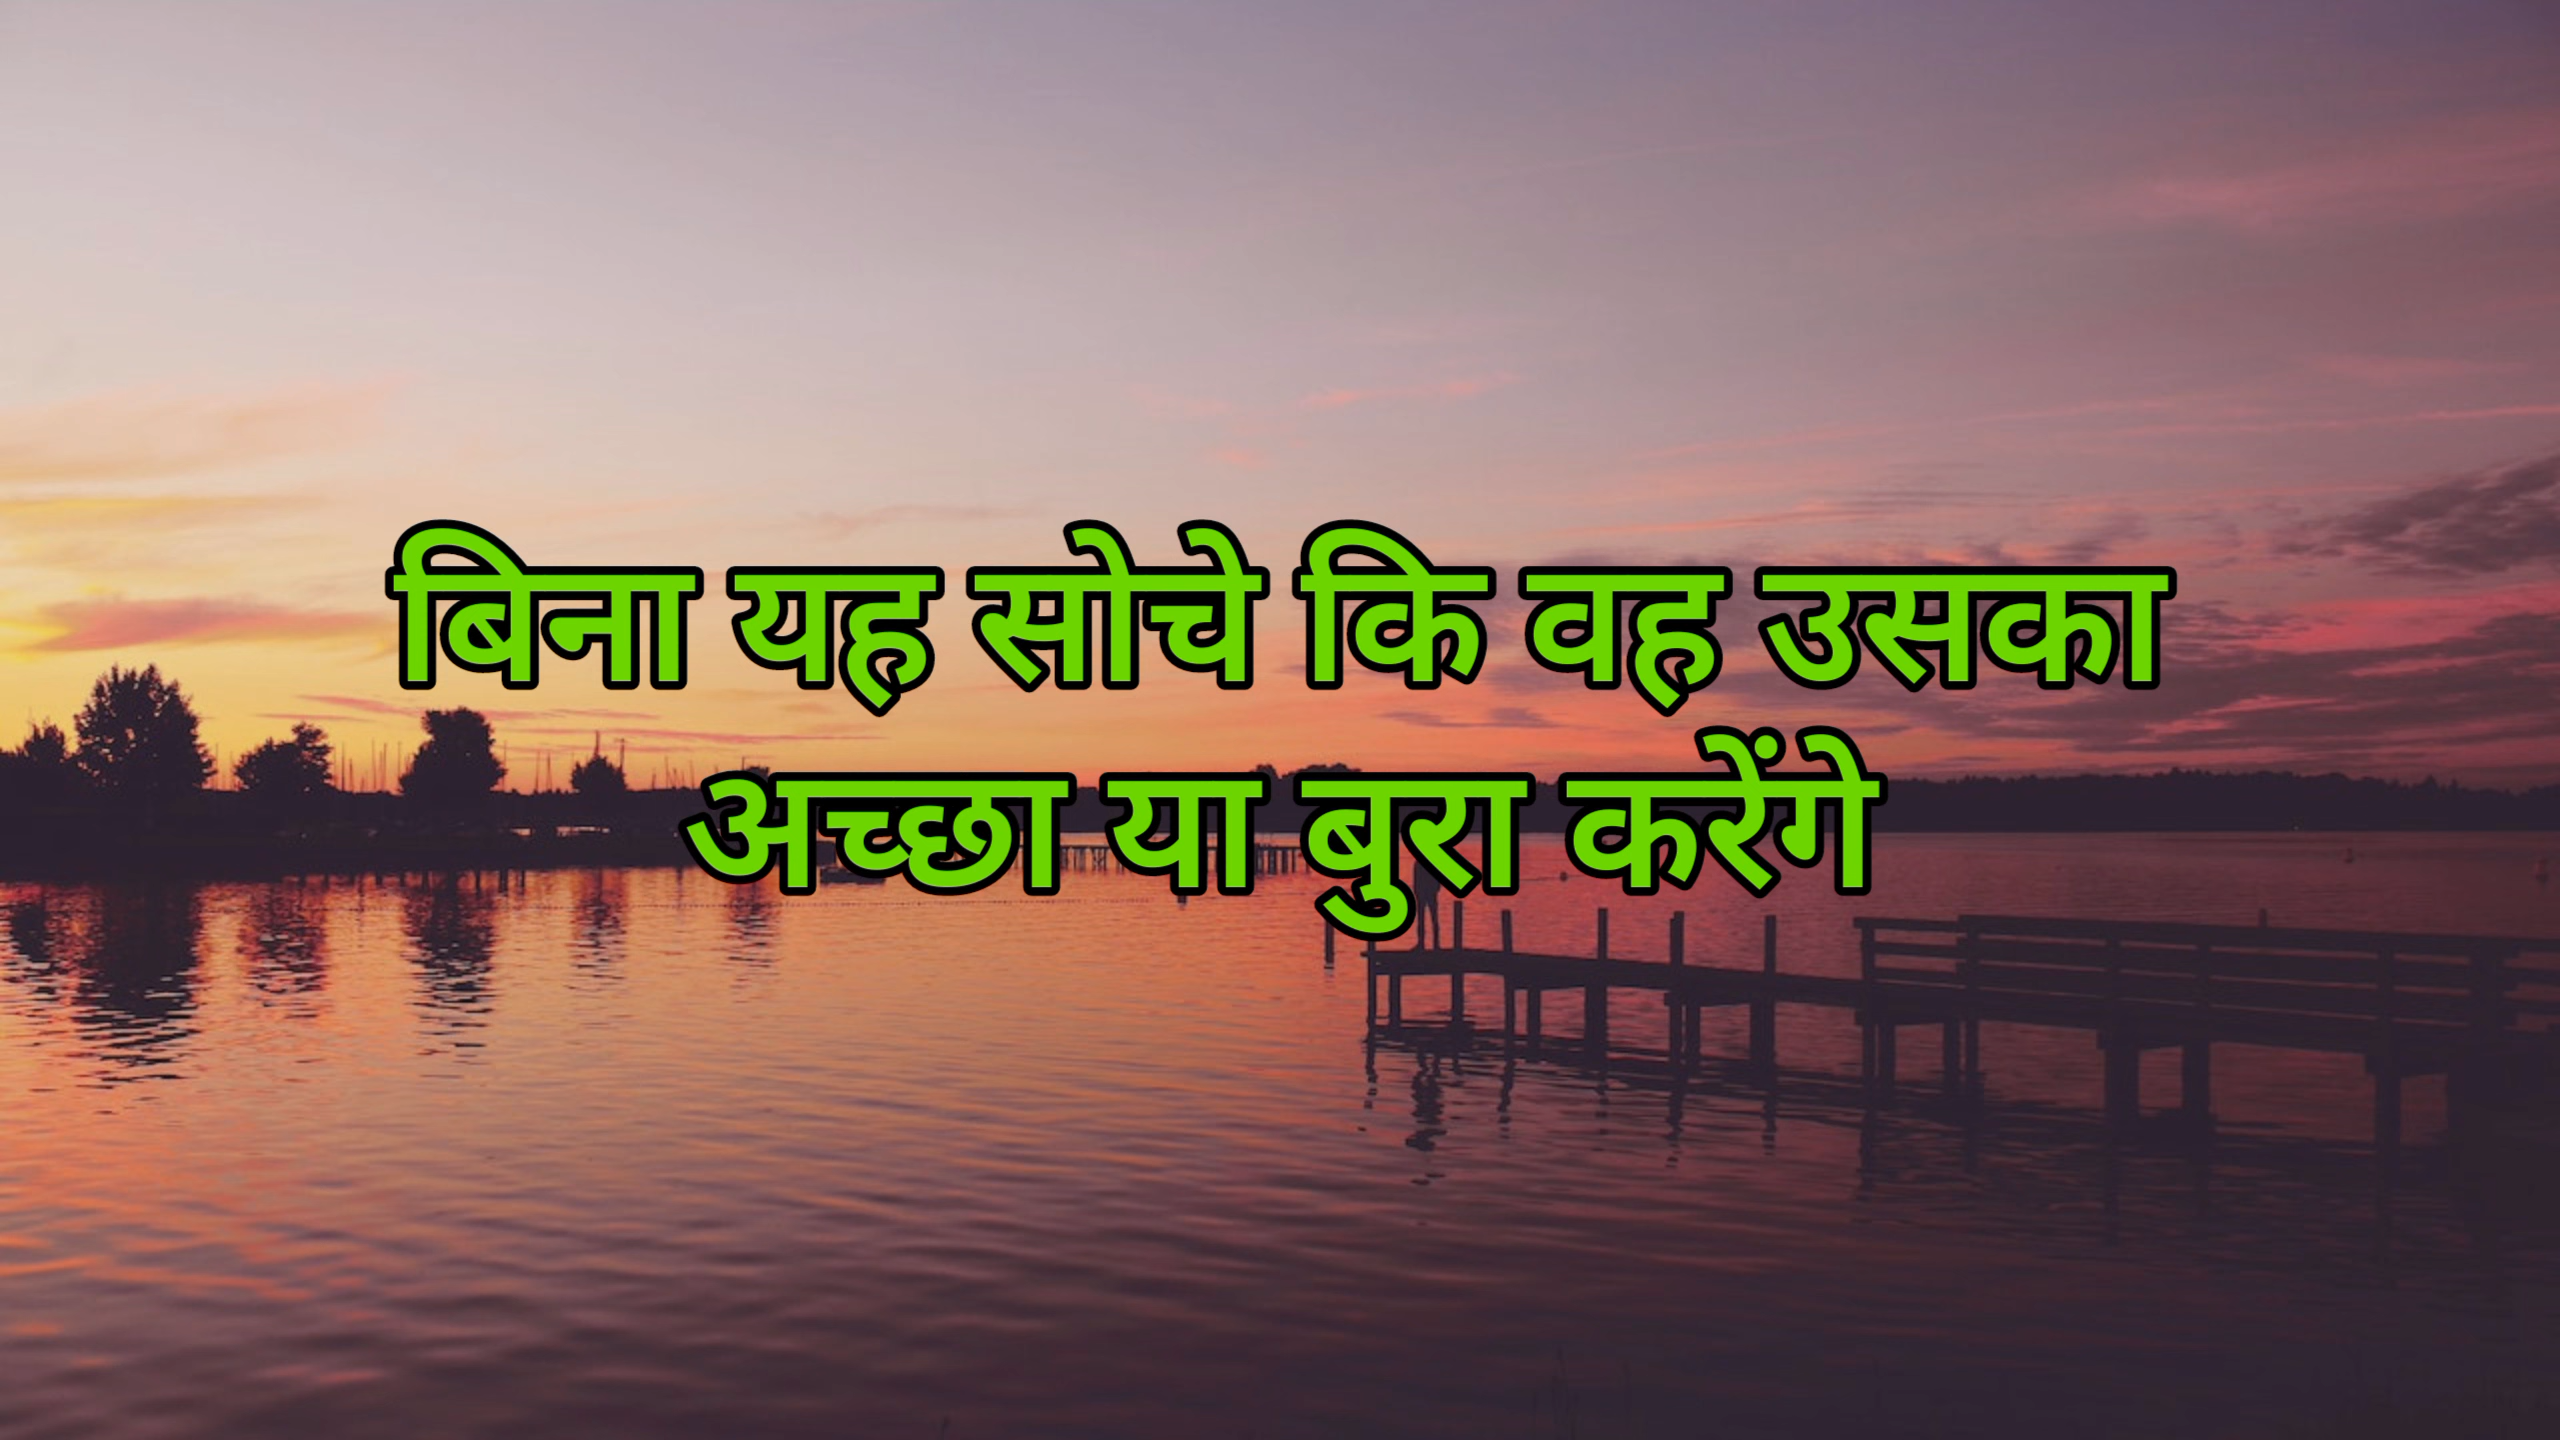 बिना यह सोचे कि वह उसका
अच्छा या बुरा करेंगे